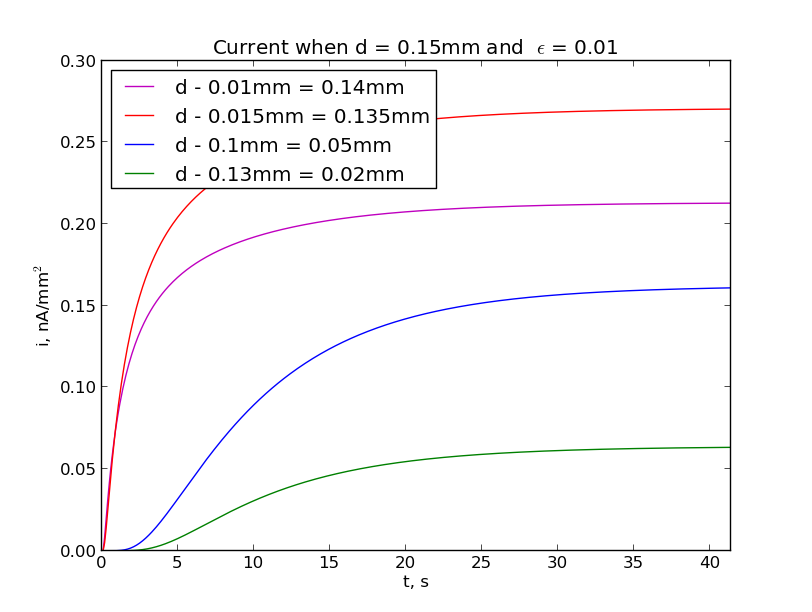 Current when d = 0.15mm and ϵ = 0.01
d - 0.01mm = 0.14mm
d - 0.015mm = 0.135mm
d - 0.1mm = 0.05mm
d - 0.13mm = 0.02mm
0.30
0.25
0.20
0.15
0.10
0.05
0.00
i, nA/mm²
0 5 10 15 20 25 30 35 40
t, s